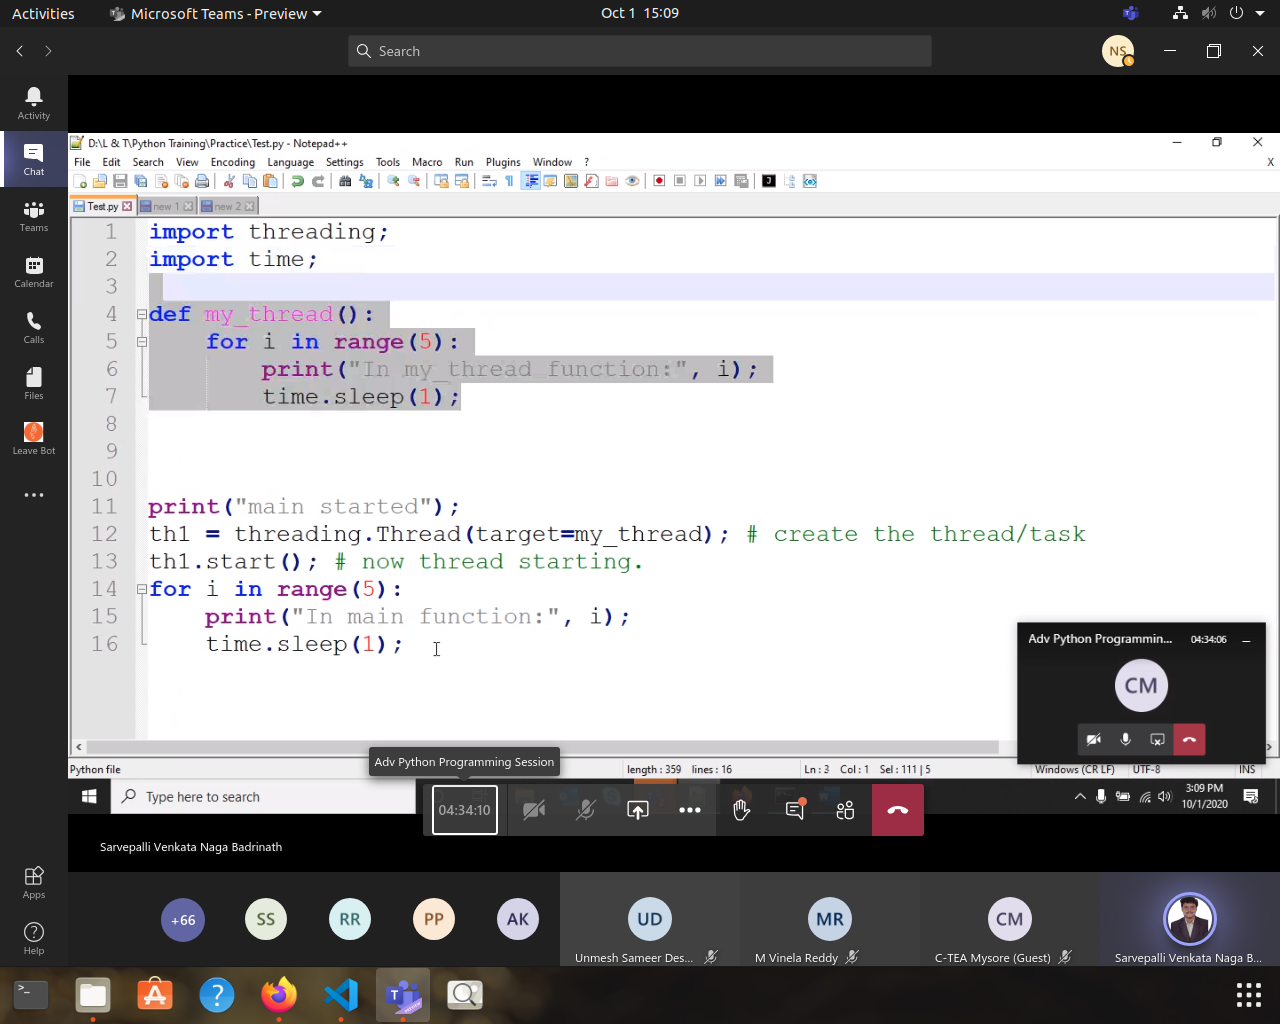 Activities
Microsoft Teams - Preview
Oct 1 15:09
Search
NS
Activity
Chat
Teams
Calendar
Calls
Files
Leave Bot
Apps
Help
D:\L & T\Python Training\Practice\Test.py - Notepad++
File Edit Search View Encoding Language Settings Tools Macro Run Plugins Window ?
X
Test.py new 1 new 2
1 import threading;
2 import time;
3
4 def my_thread():
5 for i in range(5):
6 print("In my_thread function:", i);
7 time.sleep(1);
8
9
10
11 print("main started");
12 th1 = threading.Thread(target=my_thread); # create the thread/task
13 th1.start(); # now thread starting.
14 for i in range(5):
15 print("In main function:", i);
16 time.sleep(1);
Adv Python Programmin... 04:34:06
CM
Adv Python Programming Session
Python file
length : 359 lines : 16
Ln : 3 Col : 1 Sel : 111 | 5
Windows (CR LF)
UTF-8
INS
Type here to search
04:34:10
3:09 PM
10/1/2020
Sarvepalli Venkata Naga Badrinath
+66
SS
RR
PP
AK
UD
MR
CM
Unmesh Sameer Des...
M Vinela Reddy
C-TEA Mysore (Guest)
Sarvepalli Venkata Naga B...